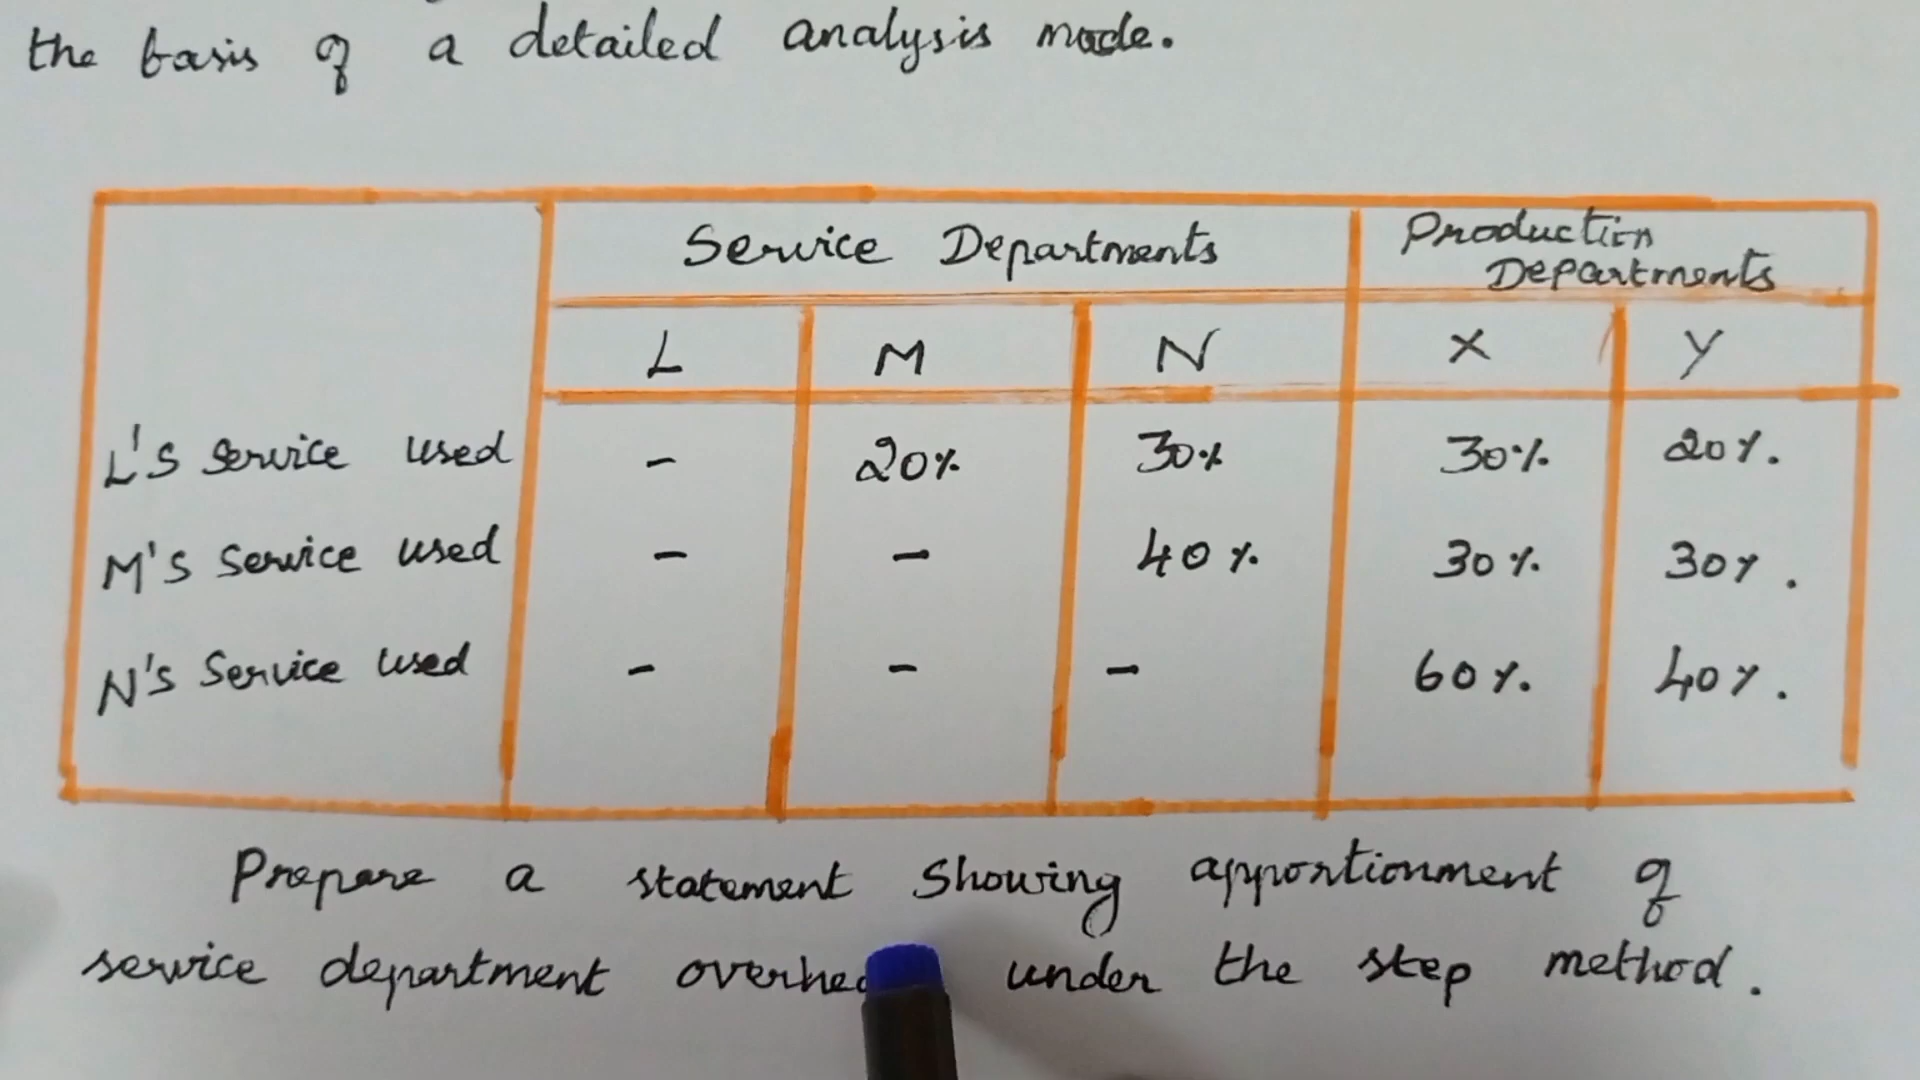 the basis of a detailed analysis made.
Service Departments
Production
Departments
L M N X Y
L's service used - 20% 30% 30% 20%.
M's service used - - 40% 30% 30%.
N's service used - - - 60%. 40%.
Prepare a statement showing apportionment of
service department under the step method.